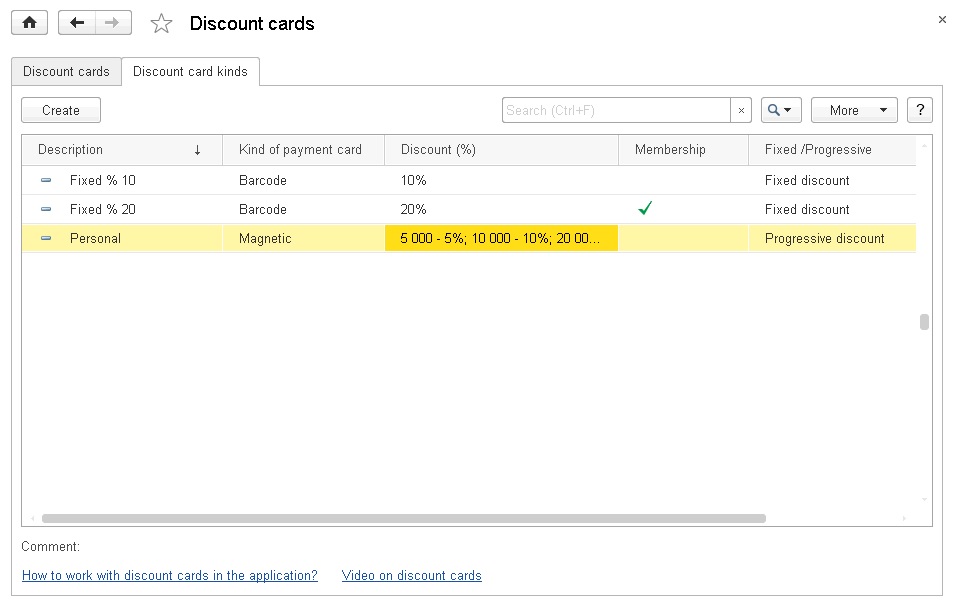 Discount cards
Discount cards Discount card kinds
Create Search (Ctrl+F) × More ?
Description ↓ Kind of payment card Discount (%) Membership Fixed /Progressive
Fixed % 10 Barcode 10% Fixed discount
Fixed % 20 Barcode 20% Fixed discount
Personal Magnetic 5 000 - 5%; 10 000 - 10%; 20 00... Progressive discount
Comment:
How to work with discount cards in the application? Video on discount cards